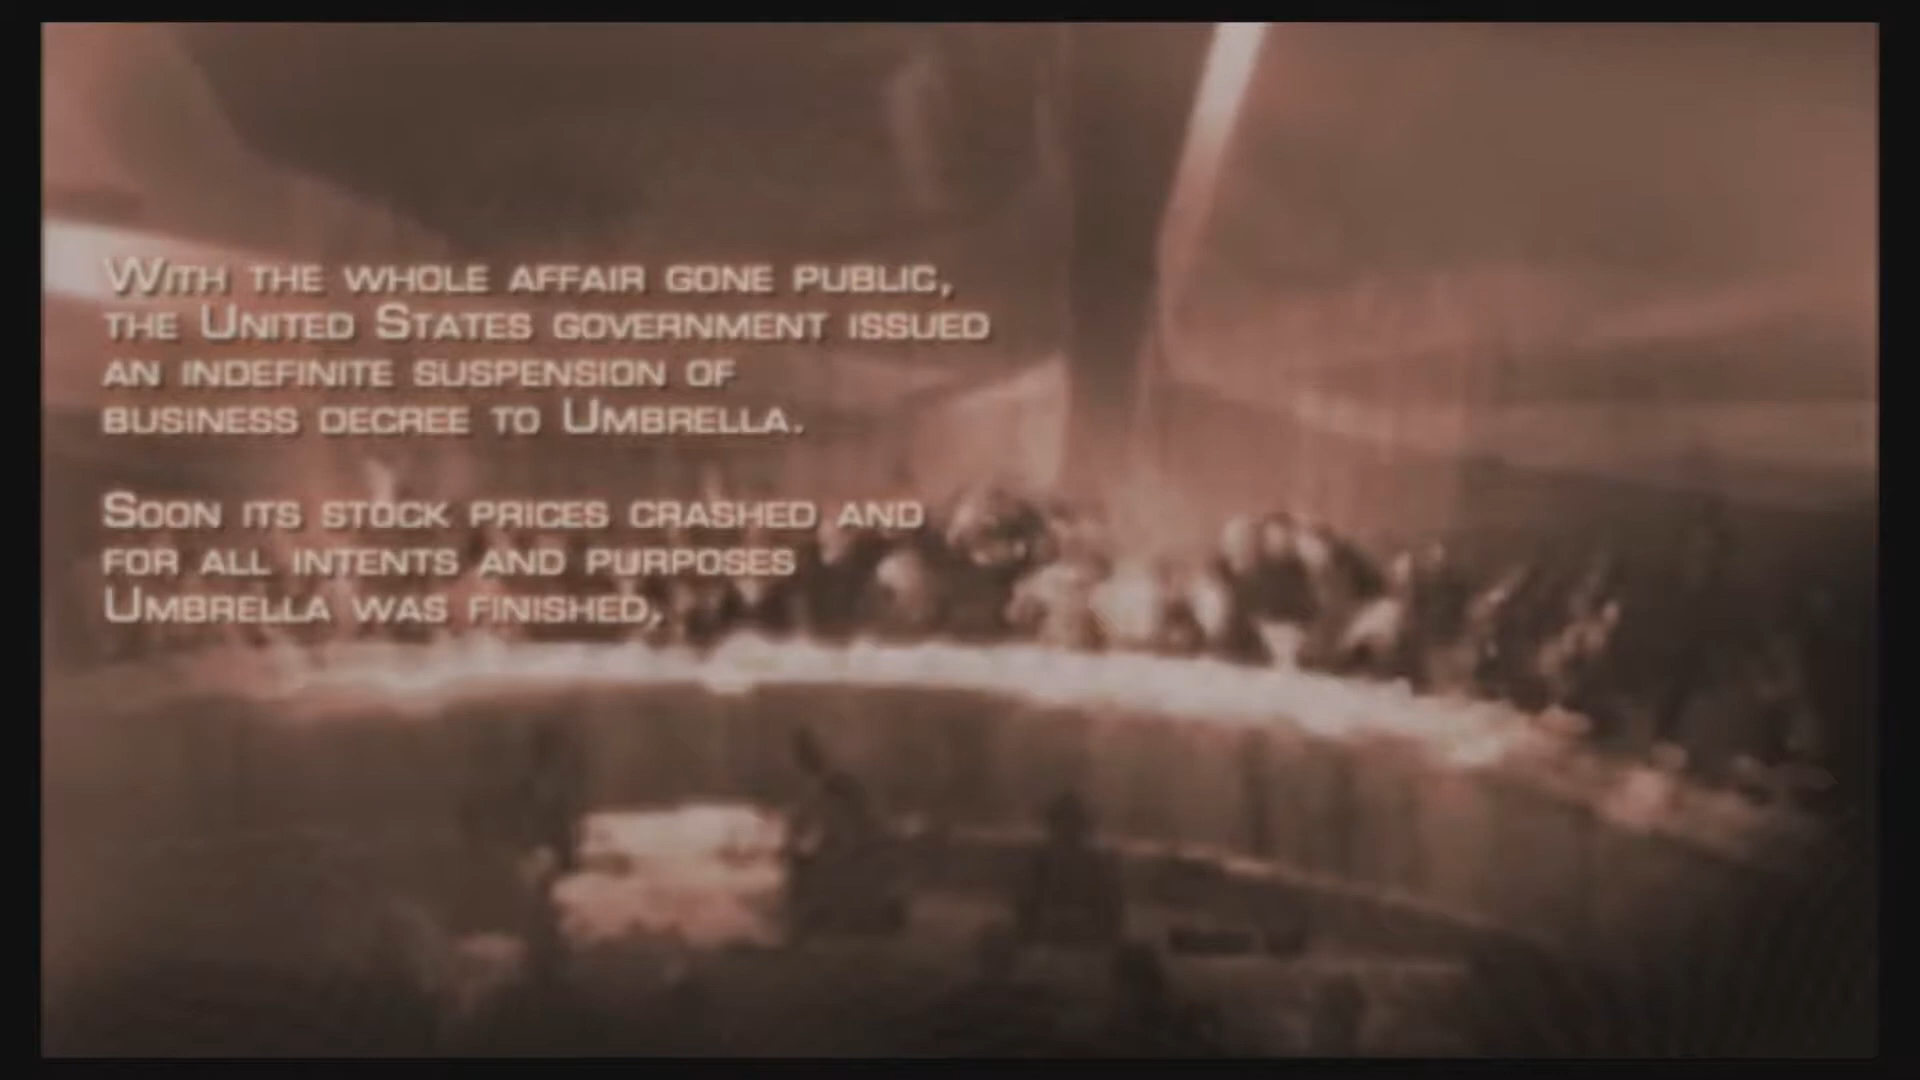 With the whole affair gone public,
the United States government issued
an indefinite suspension of
business decree to Umbrella.
Soon its stock prices crashed and
for all intents and purposes
Umbrella was finished.